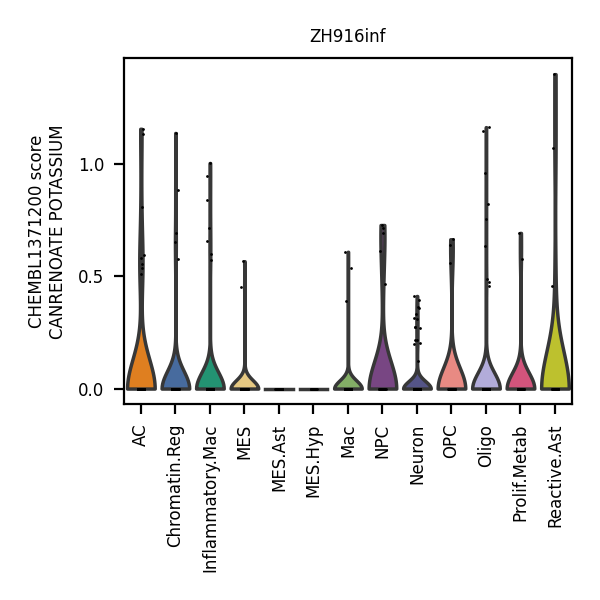 ZH916inf
CHEMBL1371200 score
CANRENOATE POTASSIUM
1.0
0.5
0.0
AC
Chromatin.Reg
Inflammatory.Mac
MES
MES.Ast
MES.Hyp
Mac
NPC
Neuron
OPC
Oligo
Prolif.Metab
Reactive.Ast